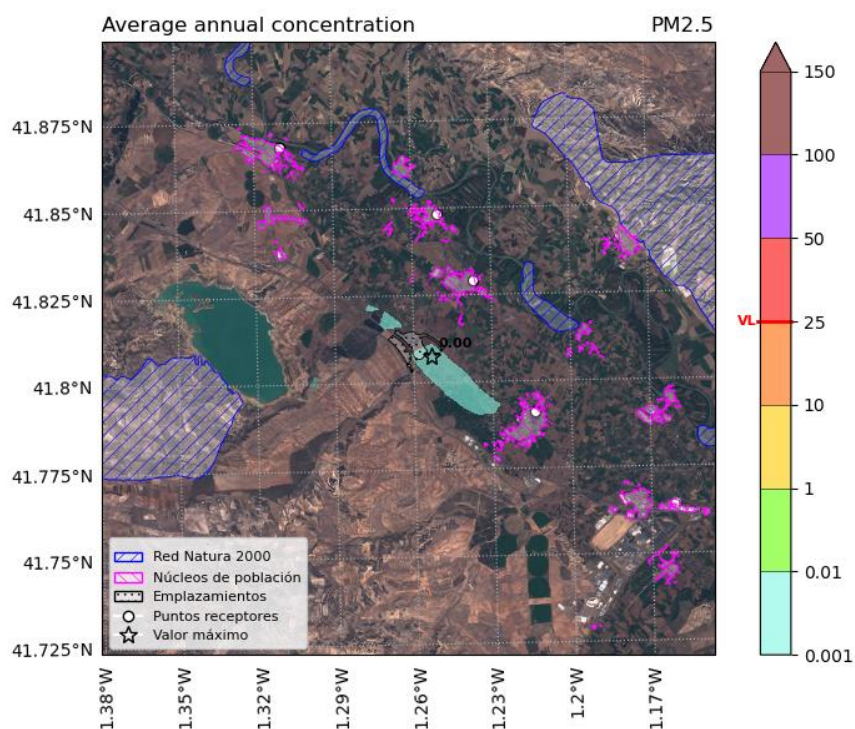 Average annual concentration PM2.5
41.875°N
41.85°N
41.825°N
41.8°N
41.775°N
41.75°N
41.725°N
0.00
Red Natura 2000
Núcleos de población
Emplazamientos
Puntos receptores
Valor máximo
1.38°W
1.35°W
1.32°W
1.29°W
1.26°W
1.23°W
1.2°W
1.17°W
150
100
50
VL 25
10
1
0.01
0.001